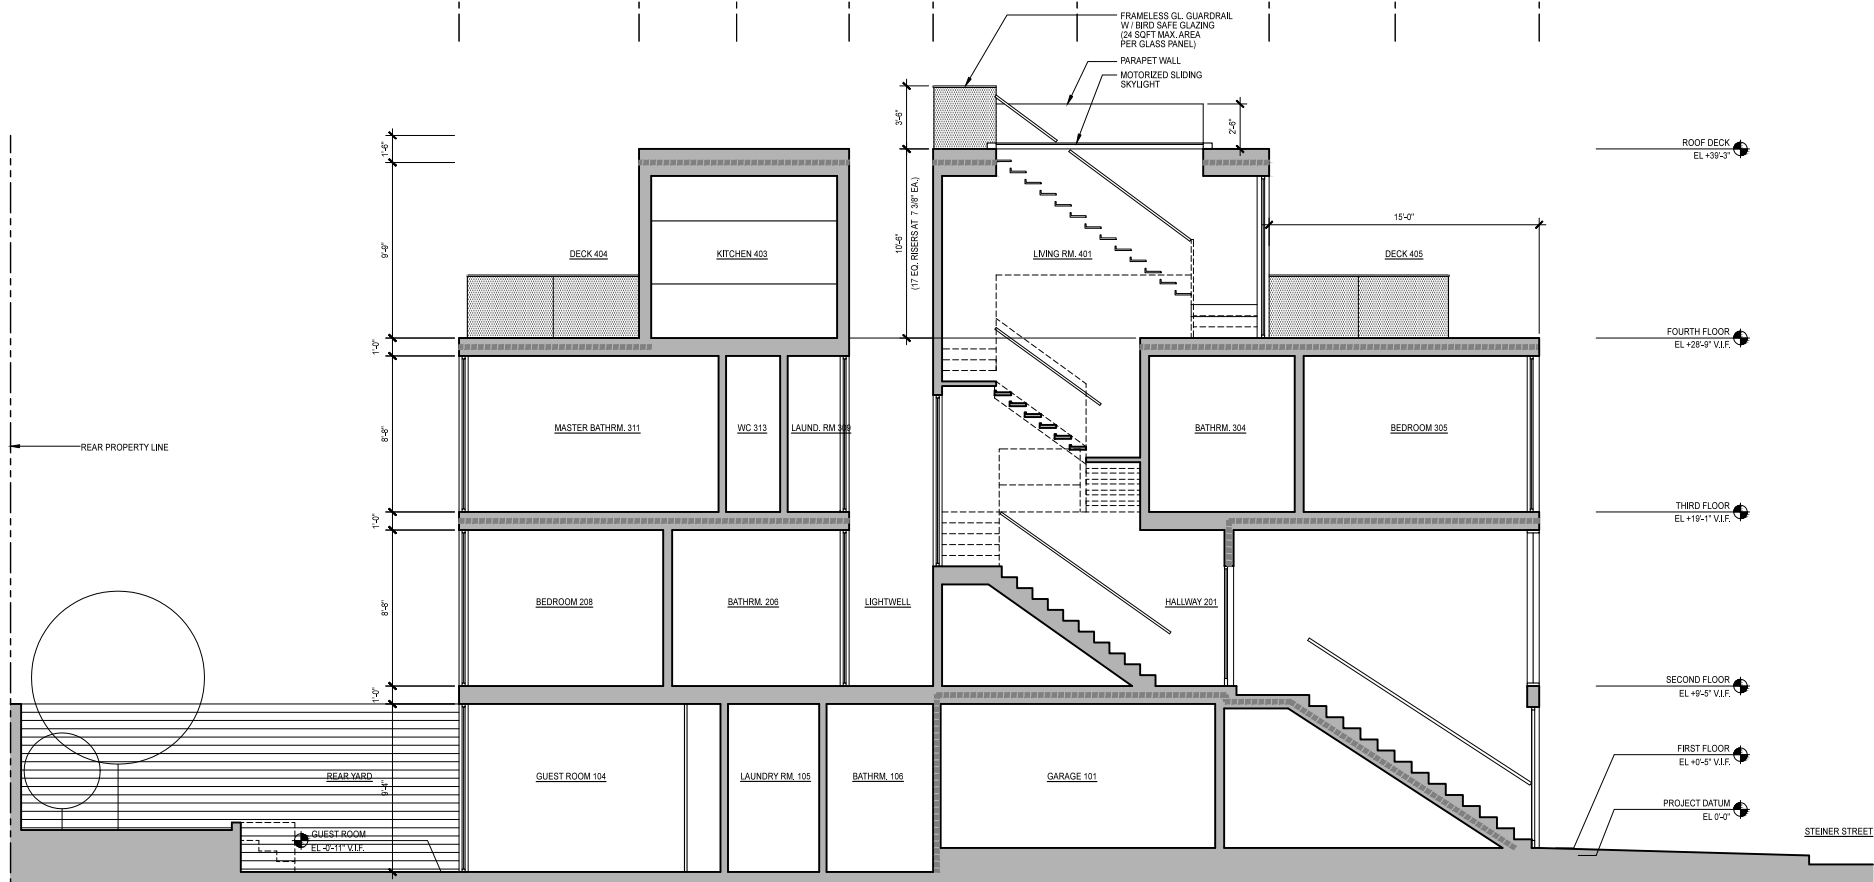 FRAMELESS GL. GUARDRAIL
W / BIRD SAFE GLAZING
(24 SQFT MAX. AREA
PER GLASS PANEL)
PARAPET WALL
MOTORIZED SLIDING
SKYLIGHT
3'-6"
2'-6"
1'-6"
ROOF DECK
EL +39'-3"
(17 EQ. RISERS AT 7 3/8" EA.)
10'-6"
15'-0"
9'-9"
DECK 404
KITCHEN 403
LIVING RM. 401
DECK 405
FOURTH FLOOR
EL +28'-9" V.I.F.
1'-0"
8'-8"
MASTER BATHRM. 311
WC 313
LAUND. RM 309
BATHRM. 304
BEDROOM 305
REAR PROPERTY LINE
THIRD FLOOR
EL +19'-1" V.I.F.
1'-0"
8'-8"
BEDROOM 208
BATHRM. 206
LIGHTWELL
HALLWAY 201
SECOND FLOOR
EL +9'-5" V.I.F.
1'-0"
FIRST FLOOR
EL +0'-5" V.I.F.
REAR YARD
9'-4"
GUEST ROOM 104
LAUNDRY RM. 105
BATHRM. 106
GARAGE 101
PROJECT DATUM
EL 0'-0"
GUEST ROOM
EL -0'-11" V.I.F.
STEINER STREET